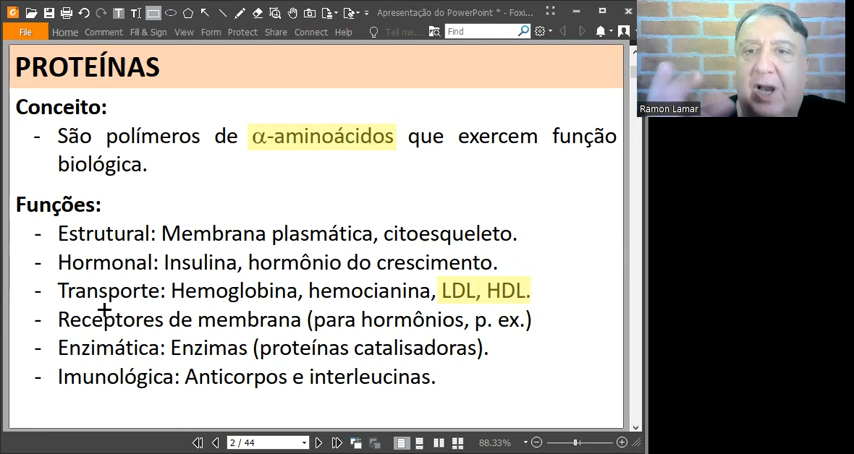 Apresentação do PowerPoint * - Foxi...
File Home Comment Fill & Sign View Form Protect Share Connect Help Tell me... Find
PROTEÍNAS
Conceito:
- São polímeros de α-aminoácidos que exercem função
biológica.
Funções:
- Estrutural: Membrana plasmática, citoesqueleto.
- Hormonal: Insulina, hormônio do crescimento.
- Transporte: Hemoglobina, hemocianina, LDL, HDL.
- Receptores de membrana (para hormônios, p. ex.)
- Enzimática: Enzimas (proteínas catalisadoras).
- Imunológica: Anticorpos e interleucinas.
2 / 44 88.33%
Ramon Lamar